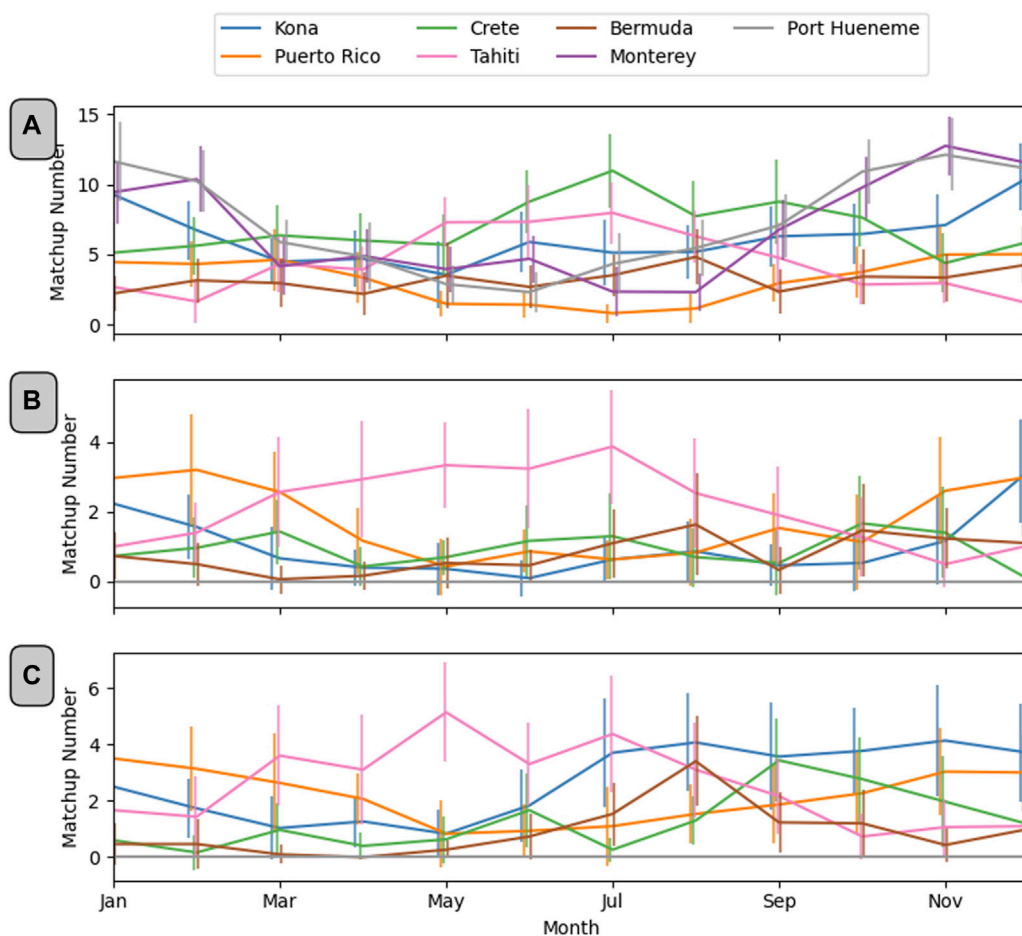 Kona Crete Bermuda Port Hueneme
Puerto Rico Tahiti Monterey
A
15
10
5
0
Matchup Number
B
4
2
0
Matchup Number
C
6
4
2
0
Matchup Number
Jan Mar May Jul Sep Nov
Month